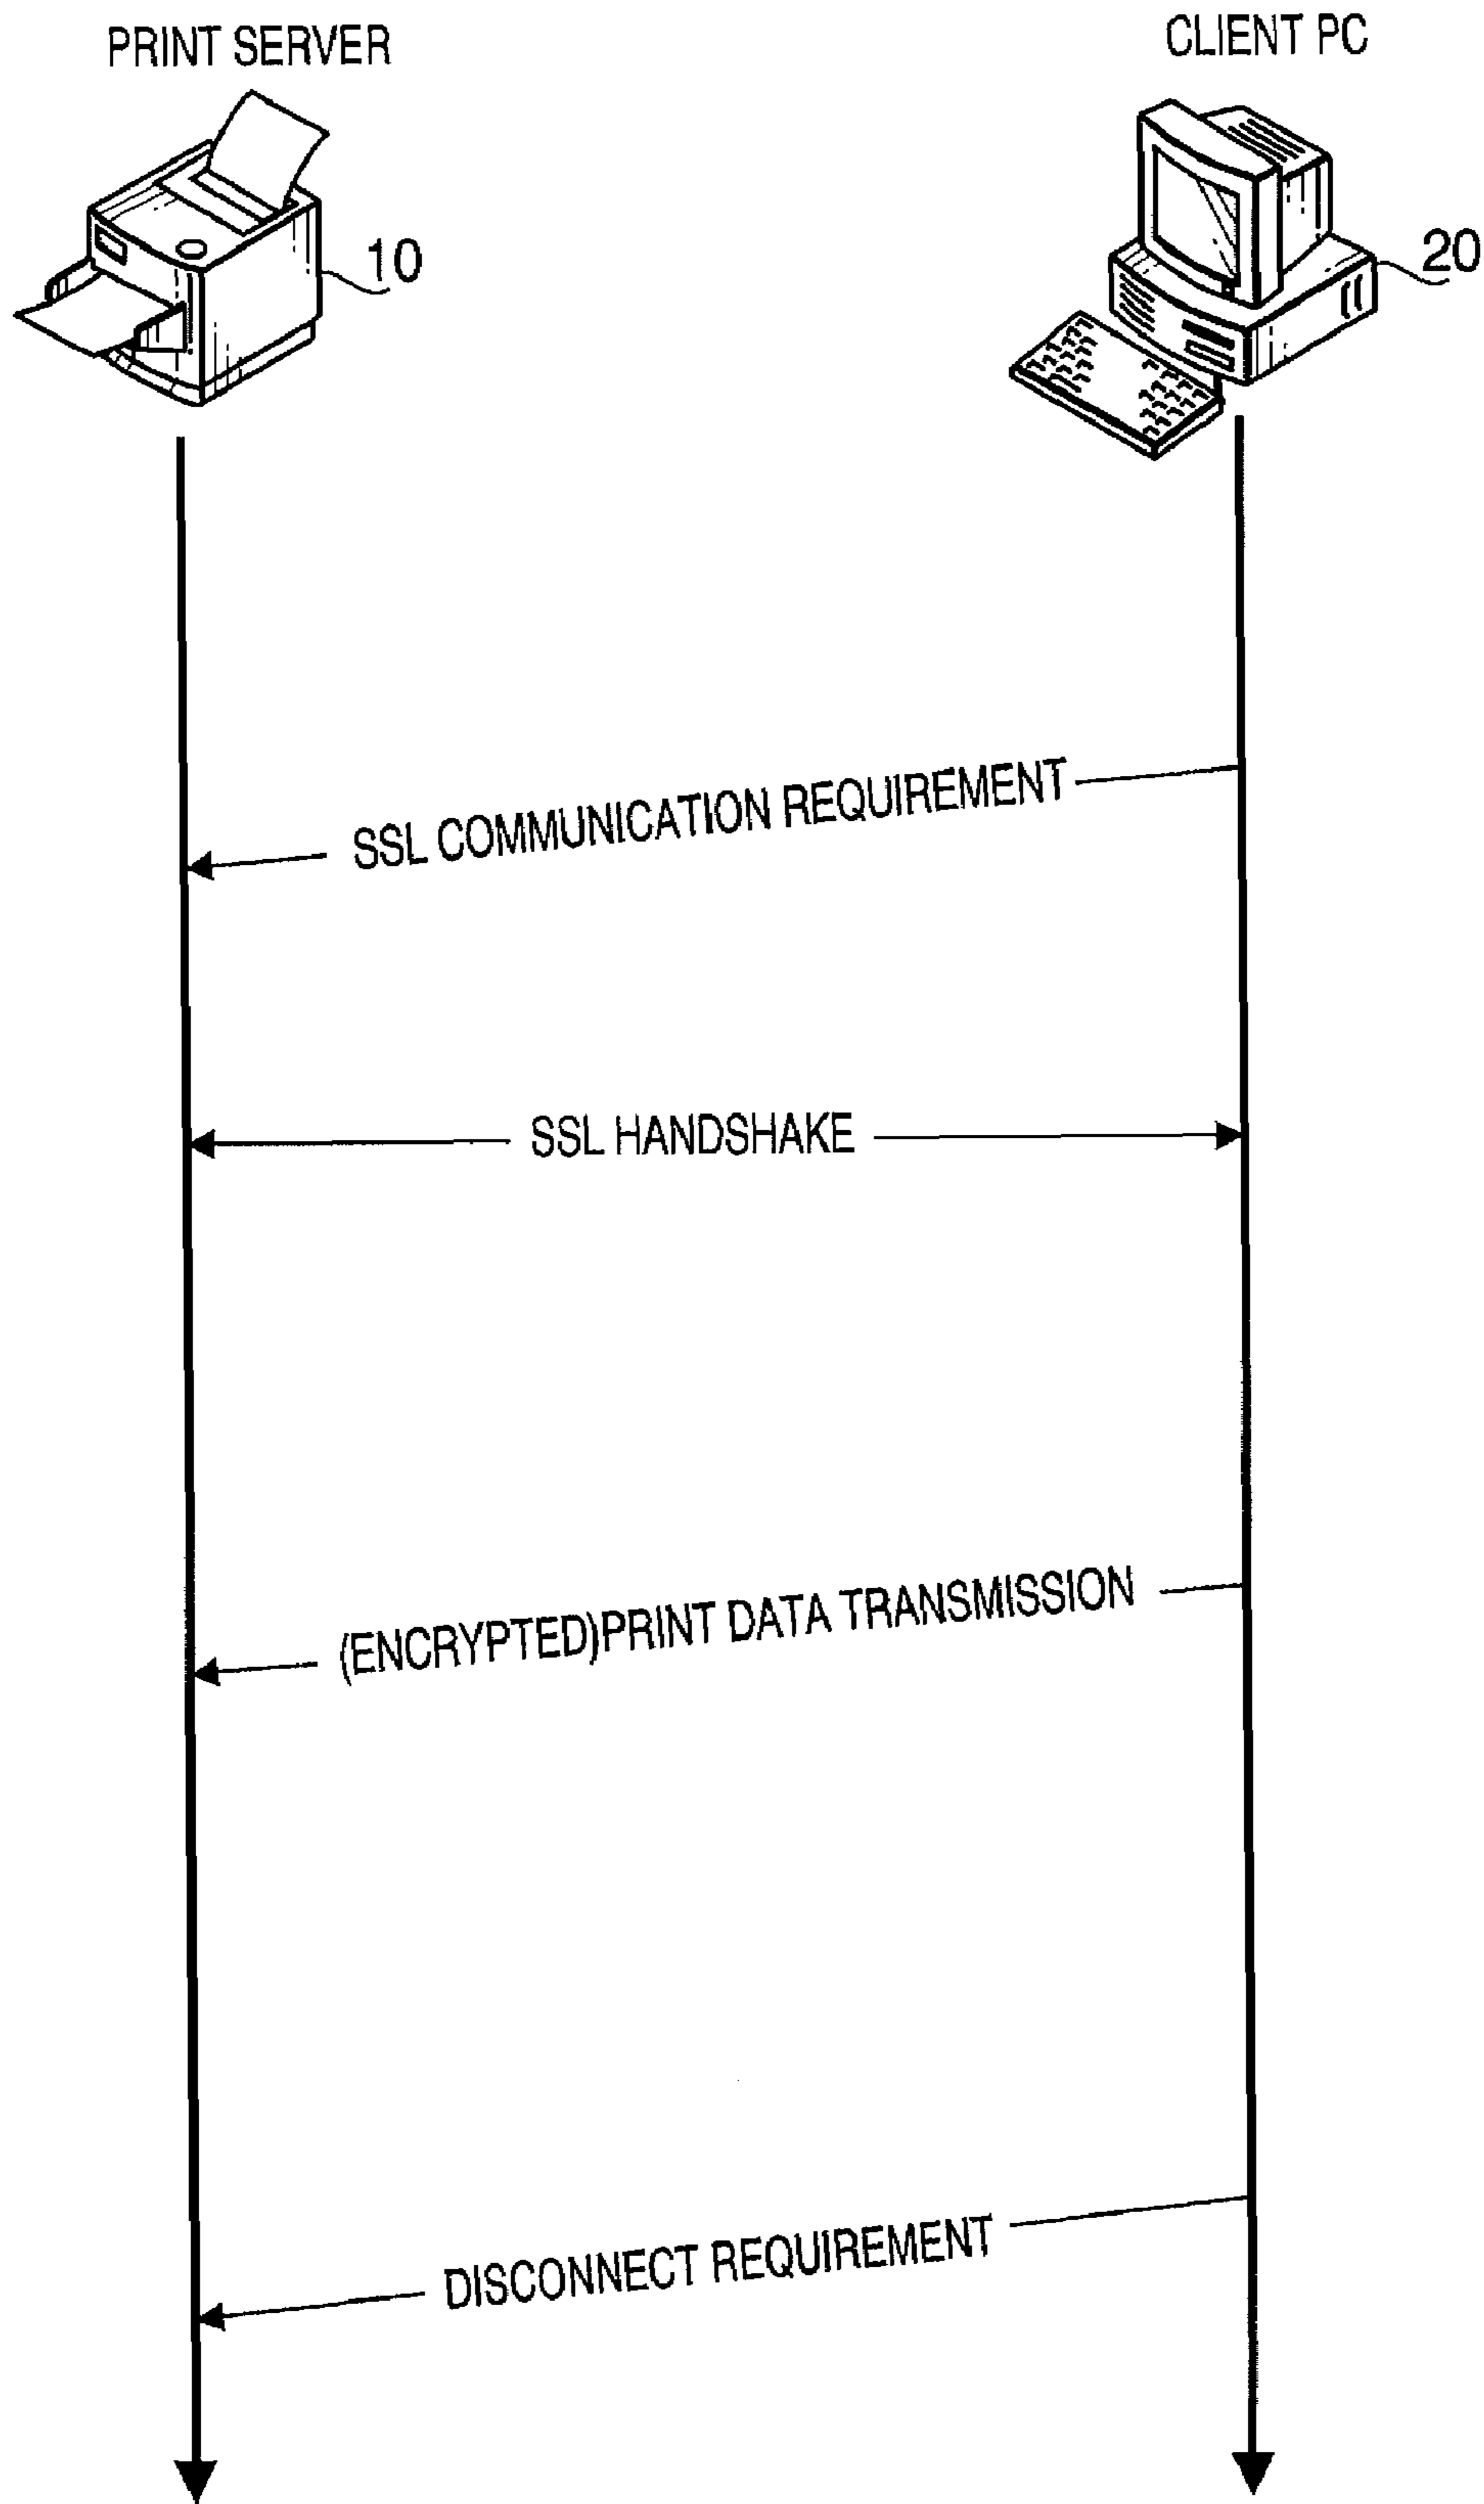 PRINT SERVER
CLIENT PC
10
20
SSL COMMUNICATION REQUIREMENT
SSL HANDSHAKE
(ENCRYPTED)PRINT DATA TRANSMISSION
DISCONNECT REQUIREMENT